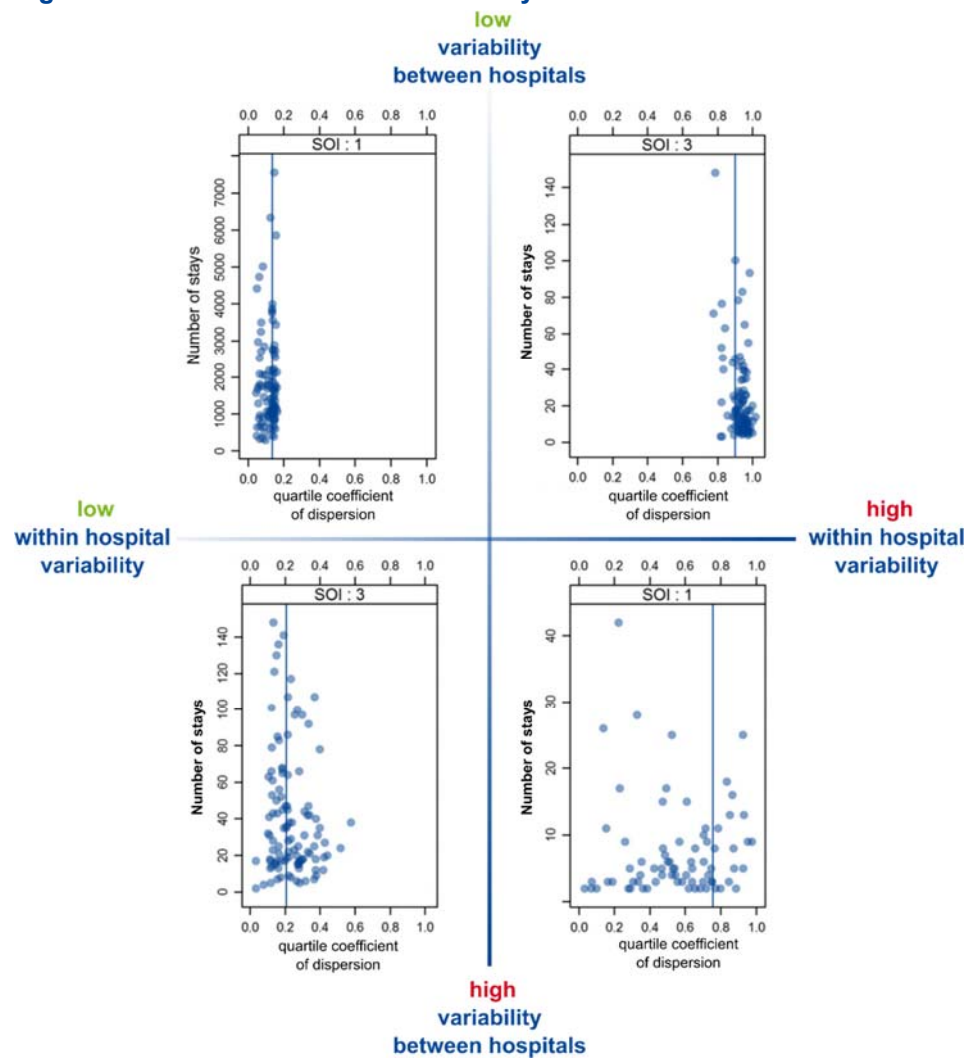 low
variability
between hospitals
0.0 0.2 0.4 0.6 0.8 1.0
SOI : 1
Number of stays
7000
6000
5000
4000
3000
2000
1000
0
0.0 0.2 0.4 0.6 0.8 1.0
quartile coefficient
of dispersion
0.0 0.2 0.4 0.6 0.8 1.0
SOI : 3
Number of stays
140
120
100
80
60
40
20
0
0.0 0.2 0.4 0.6 0.8 1.0
quartile coefficient
of dispersion
low
within hospital
variability
high
within hospital
variability
0.0 0.2 0.4 0.6 0.8 1.0
SOI : 3
Number of stays
140
120
100
80
60
40
20
0
0.0 0.2 0.4 0.6 0.8 1.0
quartile coefficient
of dispersion
0.0 0.2 0.4 0.6 0.8 1.0
SOI : 1
Number of stays
40
30
20
10
0.0 0.2 0.4 0.6 0.8 1.0
quartile coefficient
of dispersion
high
variability
between hospitals